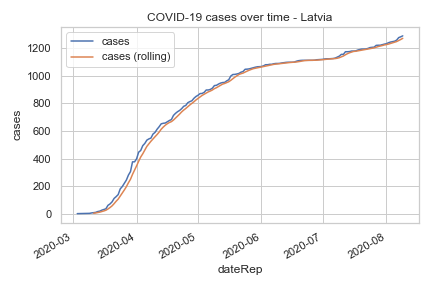 COVID-19 cases over time - Latvia
cases
cases (rolling)
1200
1000
800
600
400
200
0
cases
2020-03
2020-04
2020-05
2020-06
2020-07
2020-08
dateRep